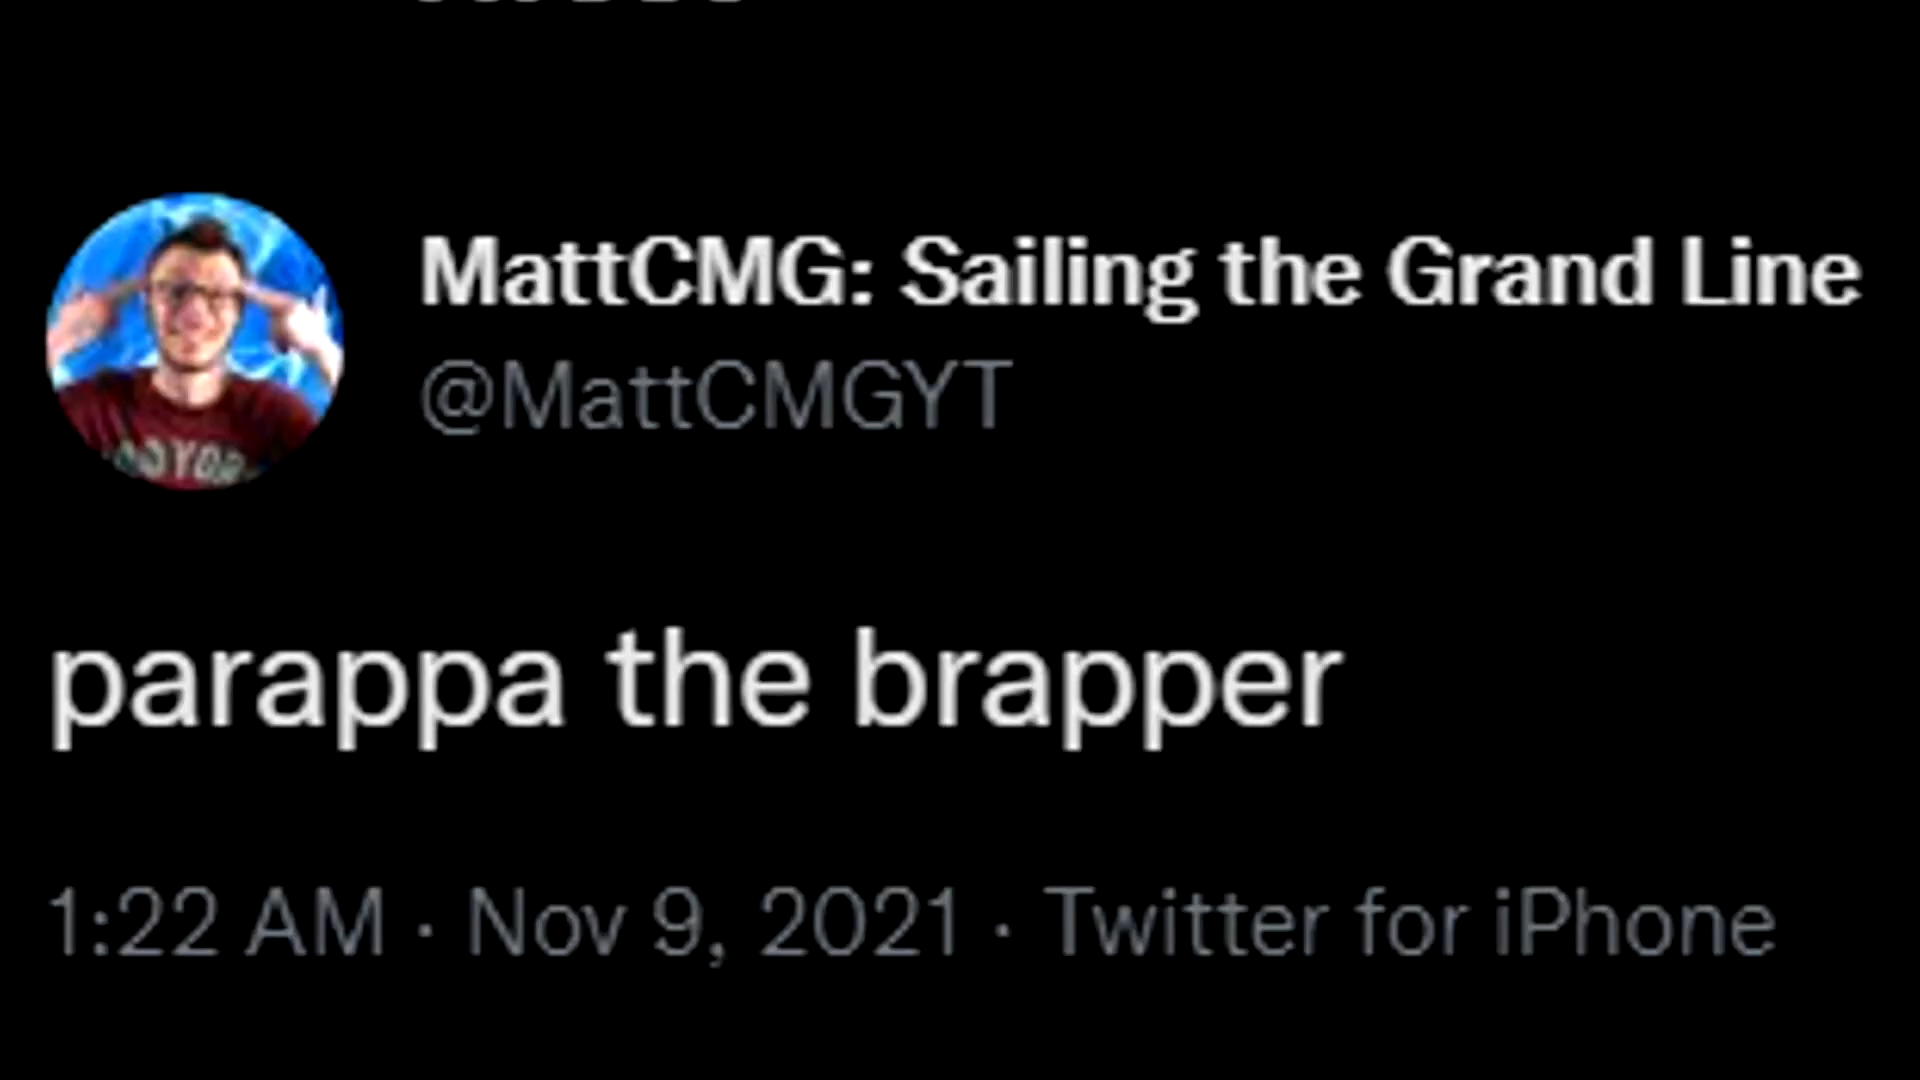 MattCMG: Sailing the Grand Line
@MattCMGYT
parappa the brapper
1:22 AM · Nov 9, 2021 · Twitter for iPhone